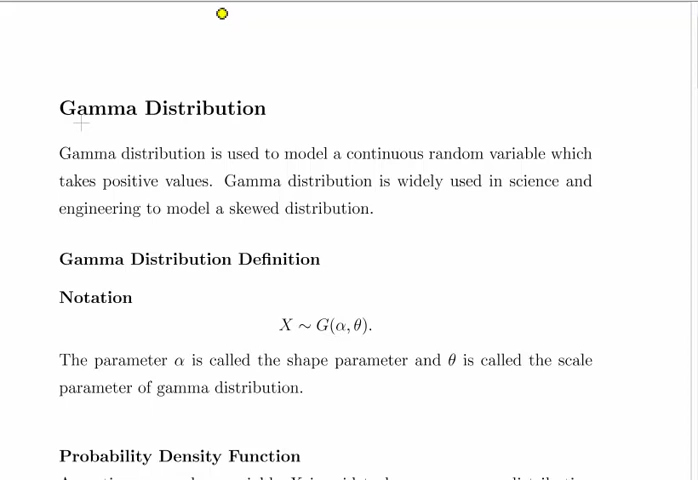 Gamma Distribution
Gamma distribution is used to model a continuous random variable which
takes positive values. Gamma distribution is widely used in science and
engineering to model a skewed distribution.
Gamma Distribution Definition
Notation
X ∼ G(α, θ).
The parameter α is called the shape parameter and θ is called the scale
parameter of gamma distribution.
Probability Density Function